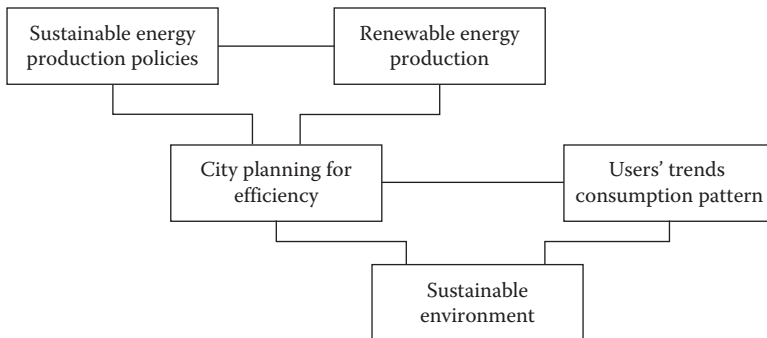 Sustainable energy
production policies
Renewable energy
production
City planning for
efficiency
Users’ trends
consumption pattern
Sustainable
environment